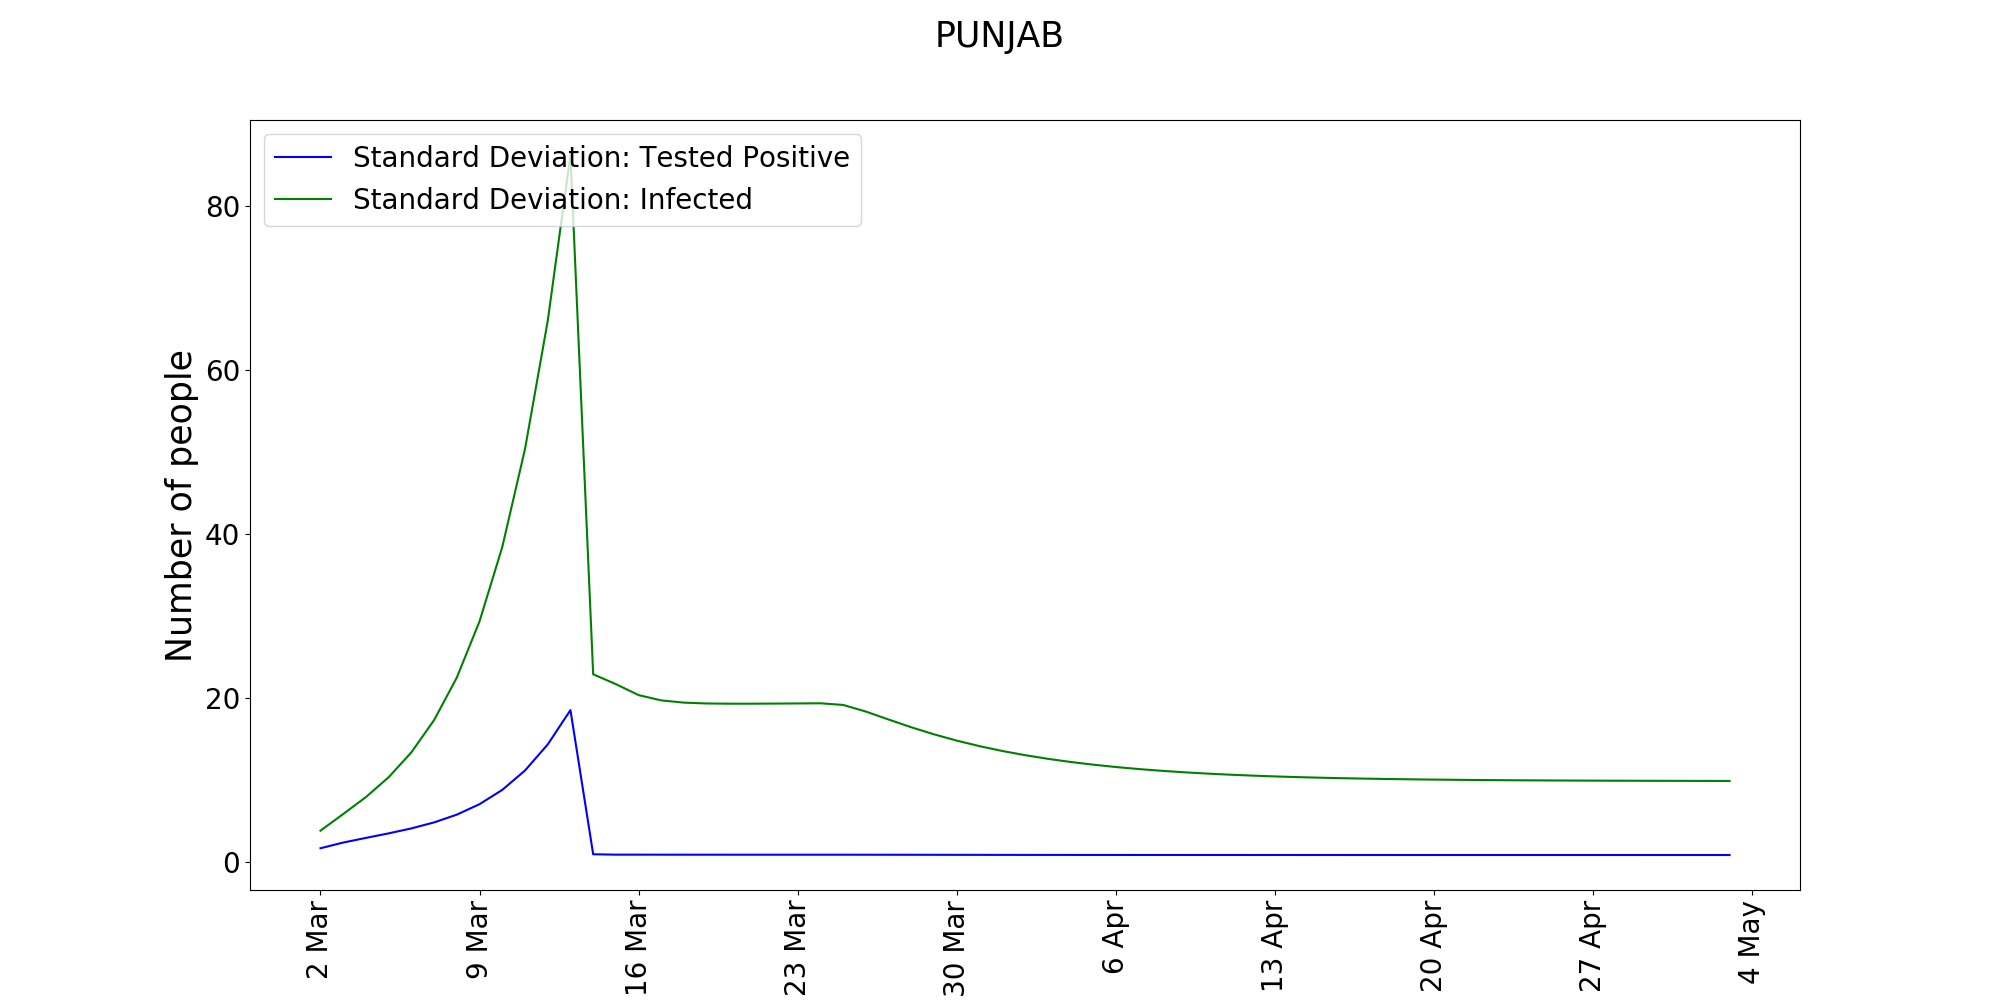 PUNJAB
Standard Deviation: Tested Positive
Standard Deviation: Infected
Number of people
80
60
40
20
0
2 Mar
9 Mar
16 Mar
23 Mar
30 Mar
6 Apr
13 Apr
20 Apr
27 Apr
4 May